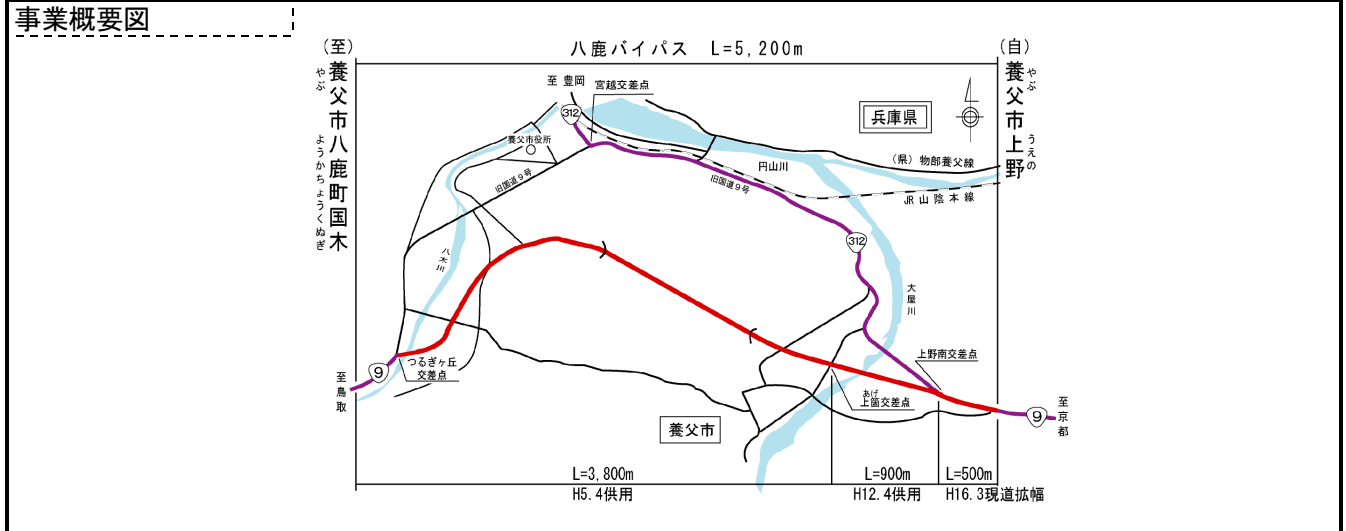 事業概要図
八鹿バイパス L=5,200m
(至)
養父市八鹿町国木
やぶ
ようかちょうくぬぎ
(自)
養父市上野
やぶ
うえの
至 豊岡
宮越交差点
312
兵庫県
養父市役所
旧国道9号
円山川
(県)物部養父線
旧国道9号
JR山陰本線
312
八木川
大屋川
つるぎヶ丘
交差点
9
至鳥取
上野南交差点
あげ
上箇交差点
至京都
9
養父市
L=3,800m
L=900m
L=500m
H5.4供用
H12.4供用
H16.3現道拡幅